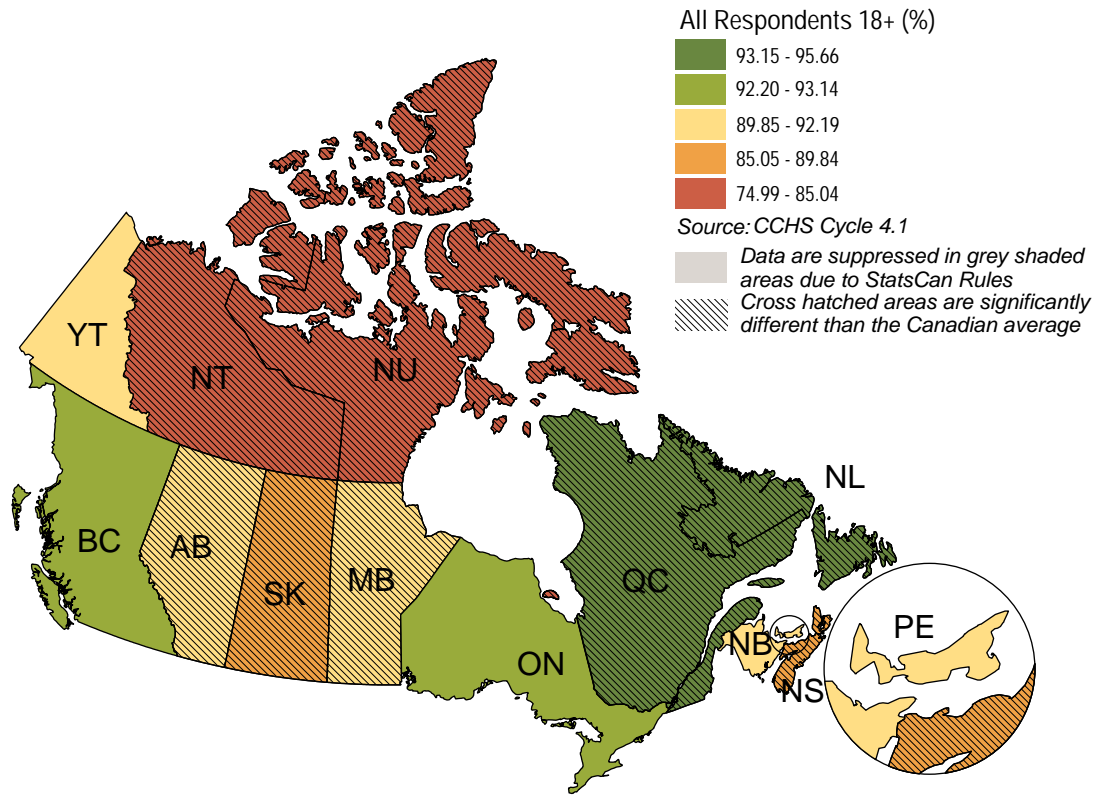 All Respondents 18+ (%)
93.15 - 95.66
92.20 - 93.14
89.85 - 92.19
85.05 - 89.84
74.99 - 85.04
Source: CCHS Cycle 4.1
Data are suppressed in grey shaded
areas due to StatsCan Rules
Cross hatched areas are significantly
different than the Canadian average
YT
NT
NU
NL
BC
AB
SK
MB
QC
ON
NB
NS
PE